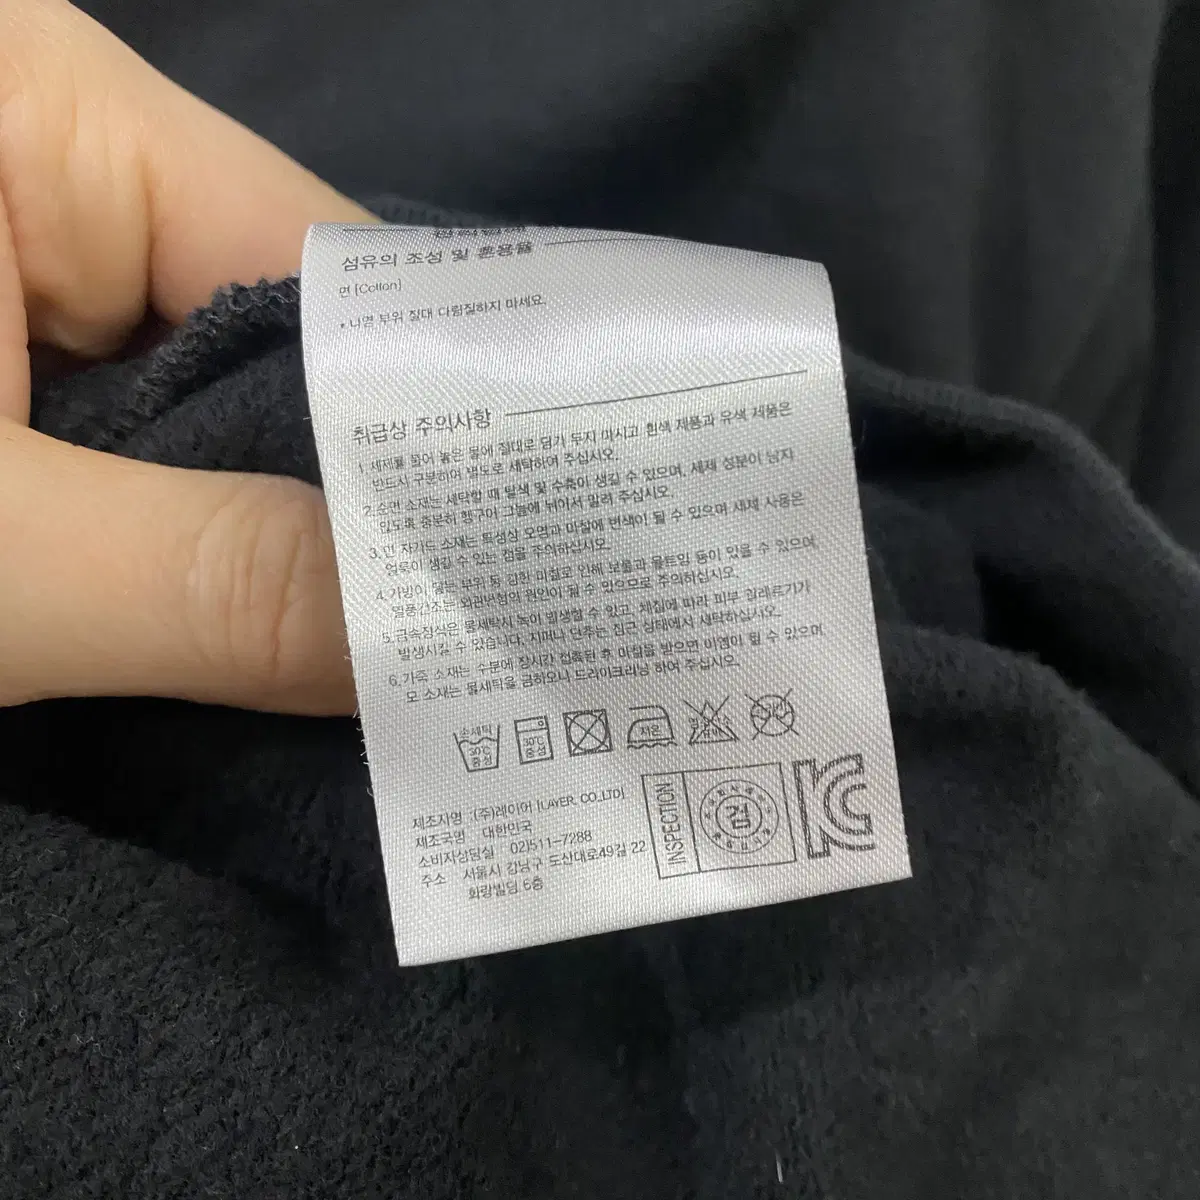 섬유의 조성 및 혼용율
면 [Cotton]
• 나염 부위 절대 다림질하지 마세요.
취급상 주의사항
1. 세제를 풀어 놓은 물에 절대로 담가 두지 마시고 흰색 제품과 유색 제품은
반드시 구분하여 별도로 세탁하여 주십시오.
2. 순면 소재는 세탁할 때 탈색 및 수축이 생길 수 있으며, 세제 성분이 남지
않도록 충분히 헹구어 그늘에 뉘어서 말려 주십시오.
3. 면 자가드 소재는 특성상 오염과 마찰에 변색이 될 수 있으며 세제 사용은
얼룩이 생길 수 있는 점을 주의하십시오.
4. 가방이 닿는 부위 등 강한 마찰로 인해 보풀과 올트임 등이 있을 수 있으며,
열풍건조는 외관변형의 원인이 될 수 있으므로 주의하십시오.
5. 금속장식은 물세탁시 녹이 발생할 수 있고, 체질에 따라 피부 알레르기가
발생시킬 수 있습니다. 지퍼나 단추는 잠근 상태에서 세탁하십시오.
6. 가죽 소재는 수분에 장시간 접촉된 후 마찰을 받으면 이염이 될 수 있으며
모 소재는 물세탁을 금하오니 드라이크리닝 하여 주십시오.
손세탁
30℃
중성
30℃
중성
저온
제조자명 (주)레이어 [LAYER. CO.,LTD]
제조국명 대한민국
소비자상담실 02)511-7288
주소 서울시 강남구 도산대로49길 22
화랑빌딩 6층
INSPECTION
검
KC